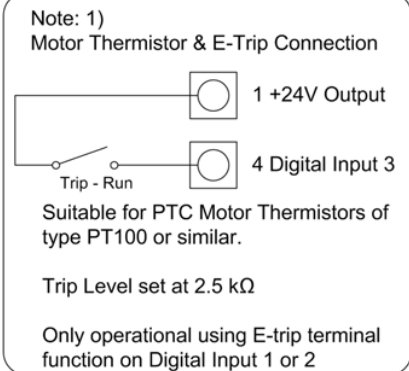 Note: 1)
Motor Thermistor & E-Trip Connection
1 +24V Output
4 Digital Input 3
Trip - Run
Suitable for PTC Motor Thermistors of
type PT100 or similar.
Trip Level set at 2.5 kΩ
Only operational using E-trip terminal
function on Digital Input 1 or 2